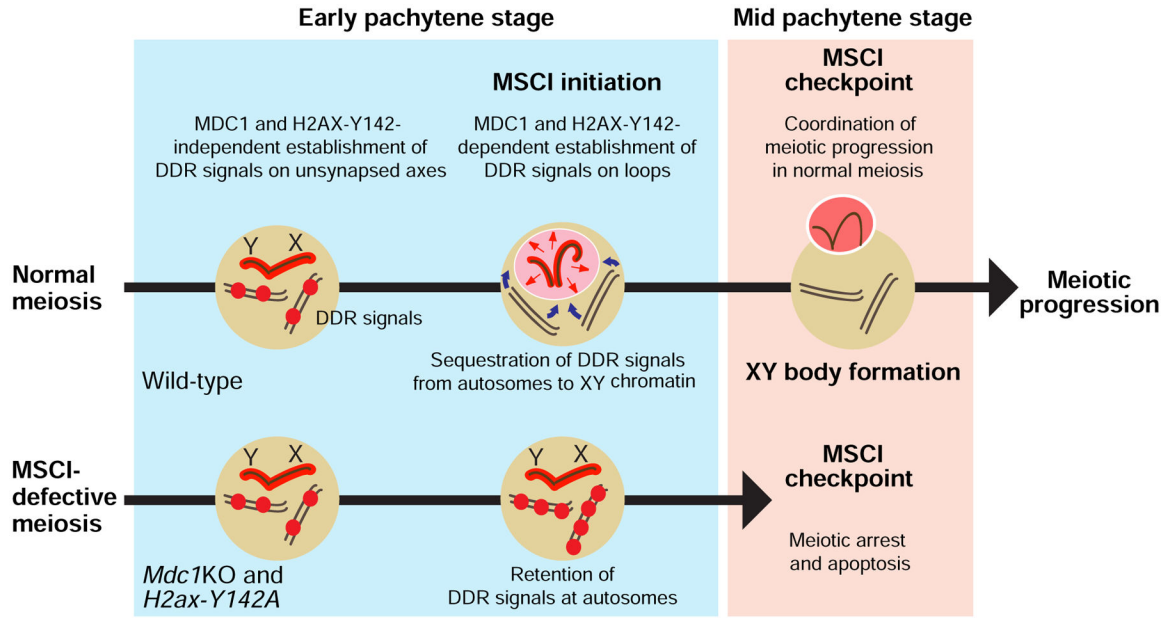 Early pachytene stage
Mid pachytene stage
MSCI initiation
MSCI
checkpoint
MDC1 and H2AX-Y142-
independent establishment of
DDR signals on unsynapsed axes
MDC1 and H2AX-Y142-
dependent establishment of
DDR signals on loops
Coordination of
meiotic progression
in normal meiosis
Normal
meiosis
Y X
DDR signals
Meiotic
progression
Wild-type
Sequestration of DDR signals
from autosomes to XY chromatin
XY body formation
MSCI-
defective
meiosis
Y X
Y X
MSCI
checkpoint
Meiotic arrest
and apoptosis
Mdc1KO and
H2ax-Y142A
Retention of
DDR signals at autosomes